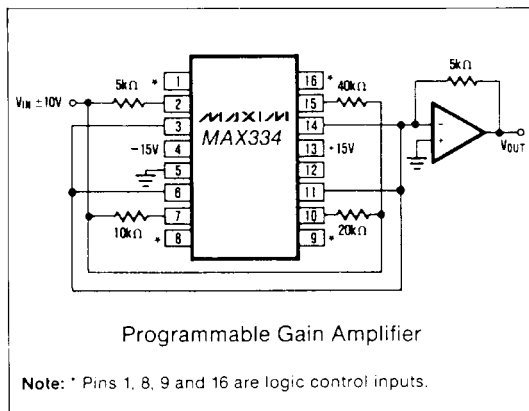 VIN ±10V
5kΩ
* 1
2
3
-15V 4
5
6
7
10kΩ
* 8
MAXIM
MAX334
16 *
15 40kΩ
14
13 +15V
12
11
10
20kΩ
9 *
5kΩ
-
+
VOUT
Programmable Gain Amplifier
Note: * Pins 1, 8, 9 and 16 are logic control inputs.